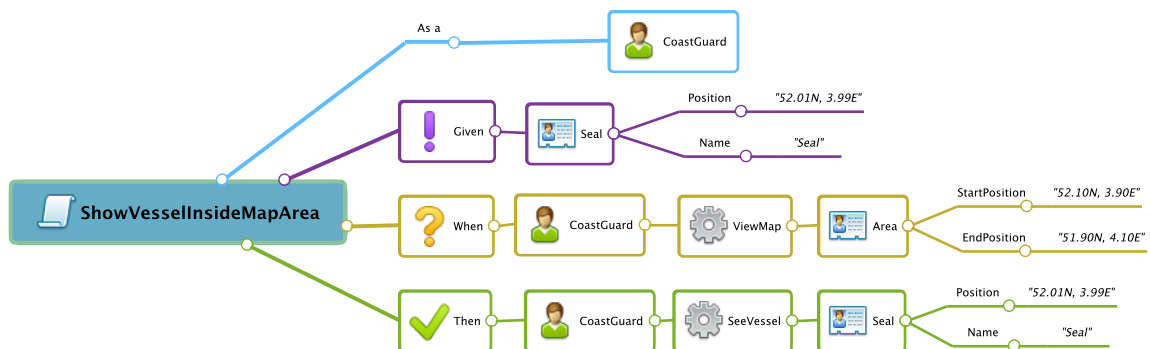 As a
CoastGuard
Position "52.01N, 3.99E"
Given
Seal
Name "Seal"
ShowVesselInsideMapArea
StartPosition "52.10N, 3.90E"
When
CoastGuard
ViewMap
Area
EndPosition "51.90N, 4.10E"
Position "52.01N, 3.99E"
Then
CoastGuard
SeeVessel
Seal
Name "Seal"